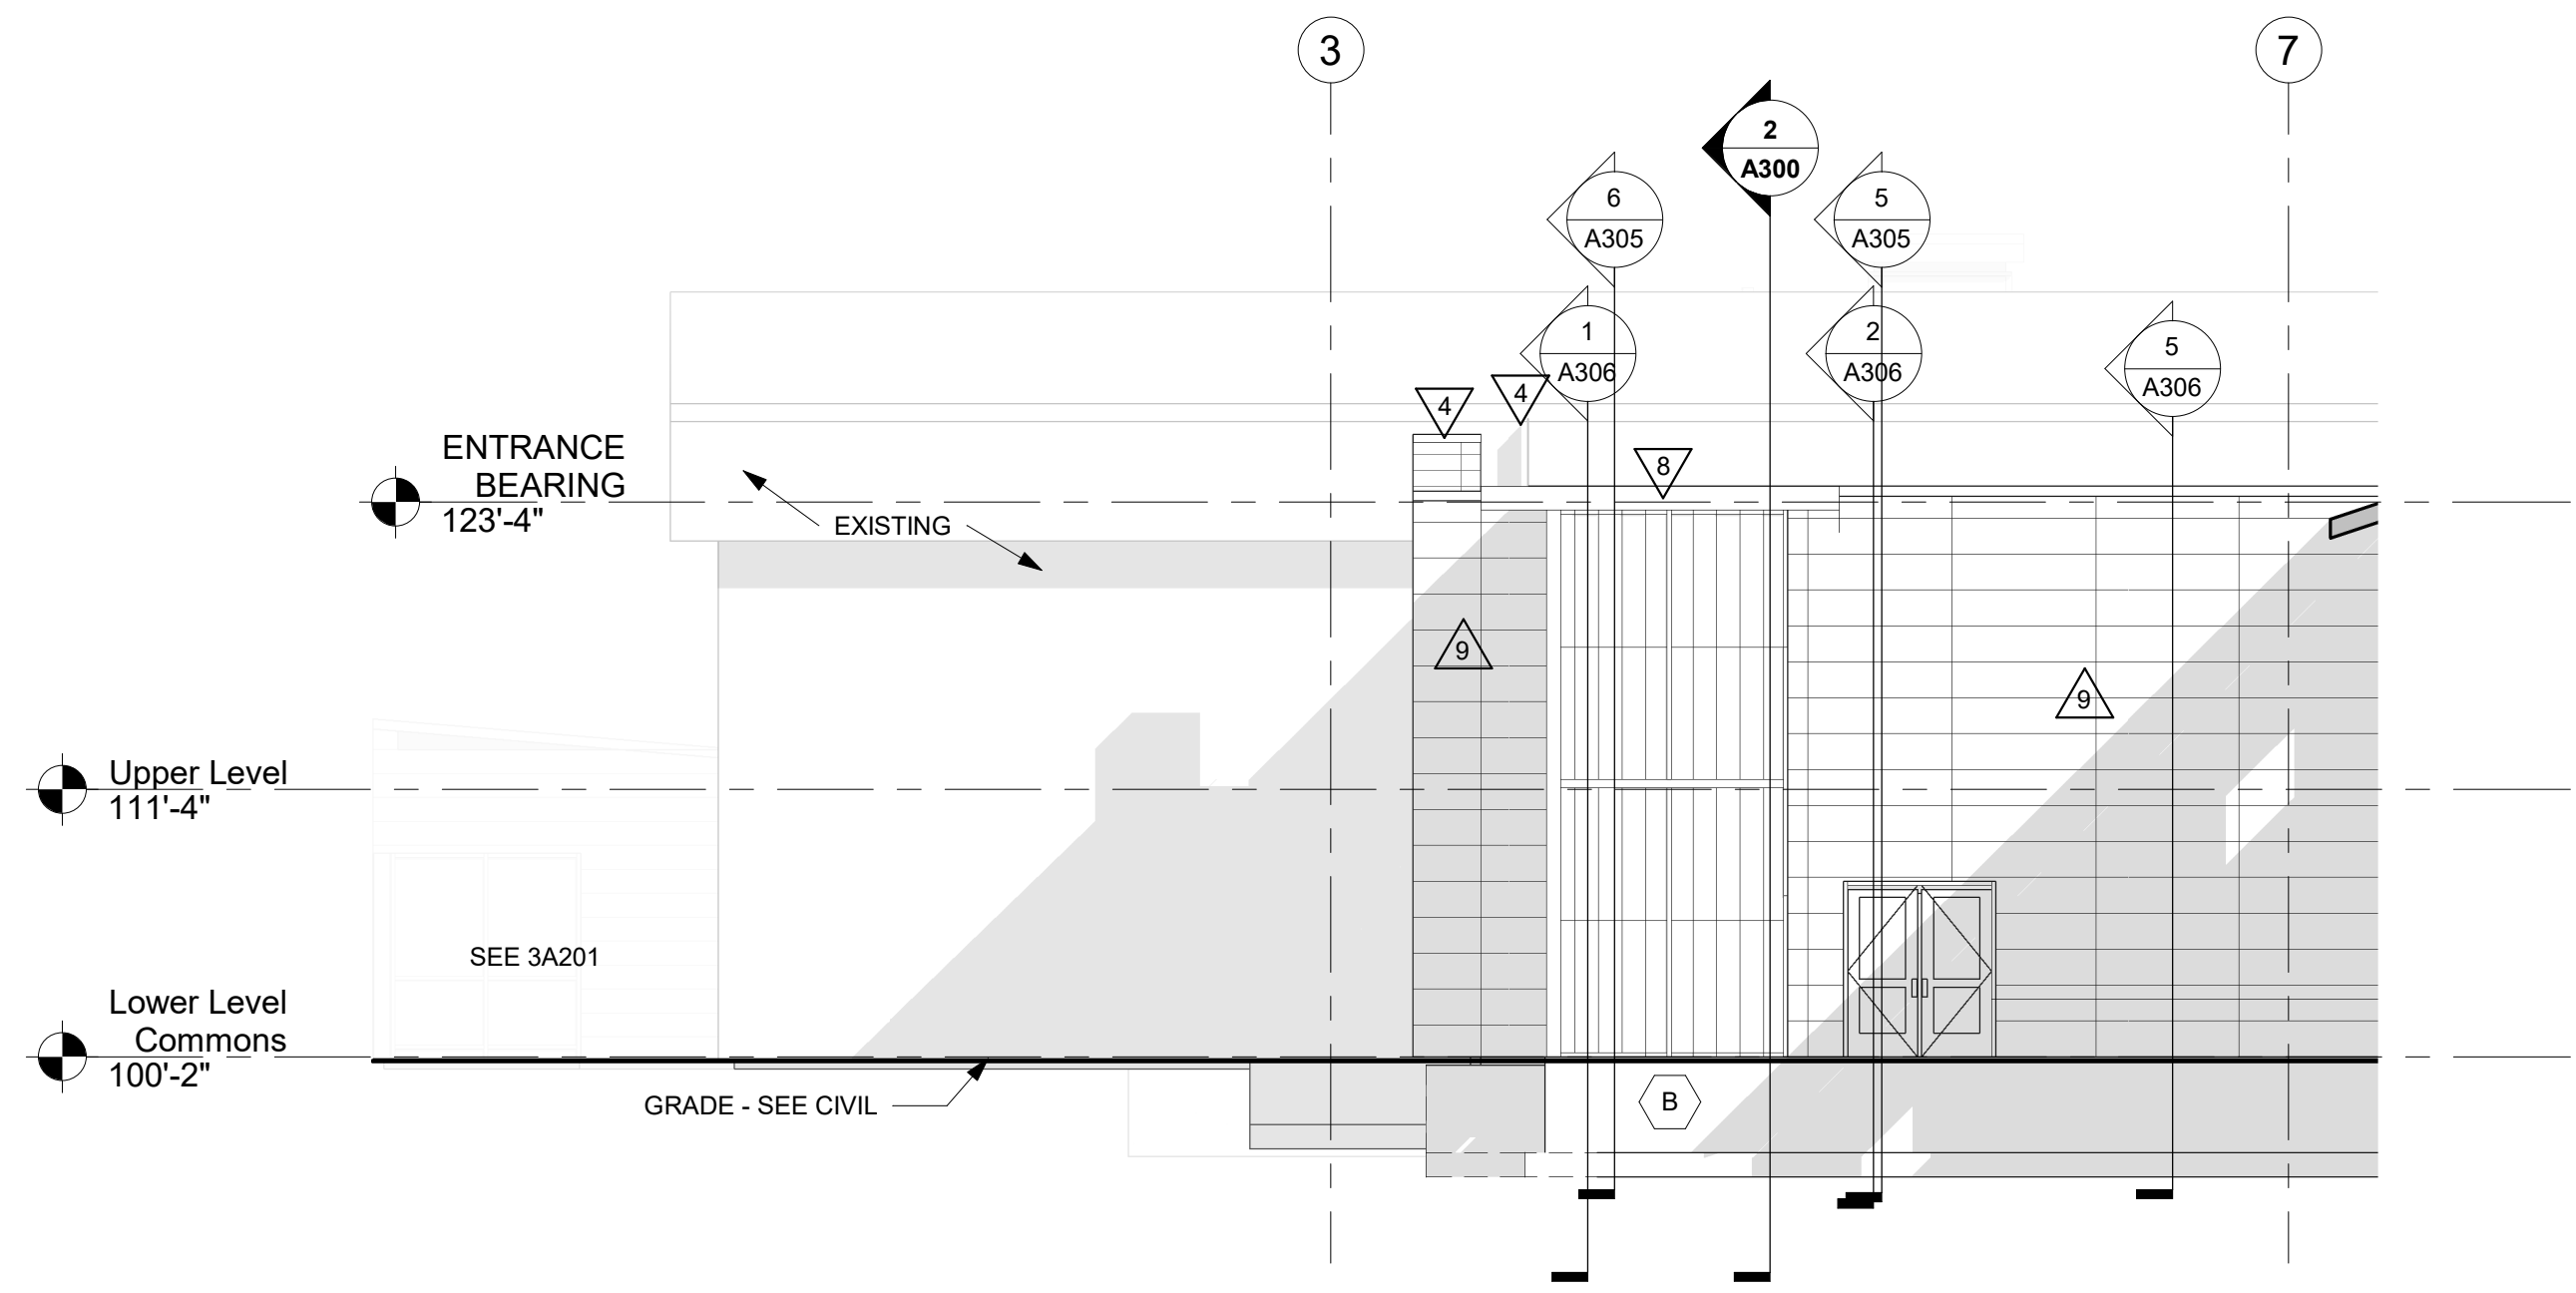 3
7
2
A300
6
A305
5
A305
1
A306
2
A306
5
A306
4
4
8
ENTRANCE
BEARING
123'-4"
EXISTING
9
9
Upper Level
111'-4"
SEE 3A201
Lower Level
Commons
100'-2"
GRADE - SEE CIVIL
B